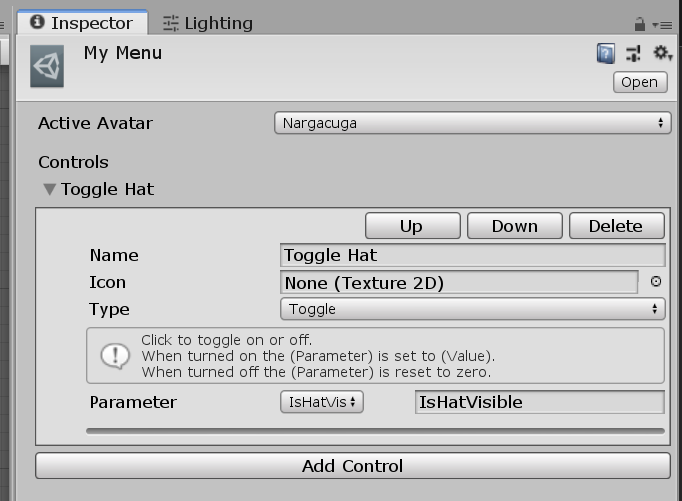 Inspector Lighting
My Menu
Open
Active Avatar Nargacuga
Controls
Toggle Hat
Up Down Delete
Name Toggle Hat
Icon None (Texture 2D)
Type Toggle
Click to toggle on or off.
When turned on the (Parameter) is set to (Value).
When turned off the (Parameter) is reset to zero.
Parameter IsHatVis IsHatVisible
Add Control